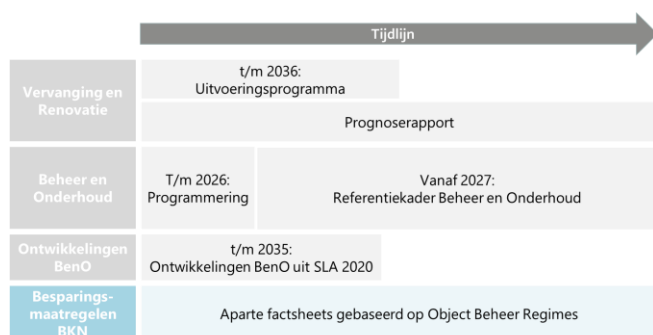 Tijdlijn
Vervanging en
Renovatie
t/m 2036:
Uitvoeringsprogramma
Prognoserapport
Beheer en
Onderhoud
T/m 2026:
Programmering
Vanaf 2027:
Referentiekader Beheer en Onderhoud
Ontwikkelingen
BenO
t/m 2035:
Ontwikkelingen BenO uit SLA 2020
Besparings-
maatregelen
BKN
Aparte factsheets gebaseerd op Object Beheer Regimes